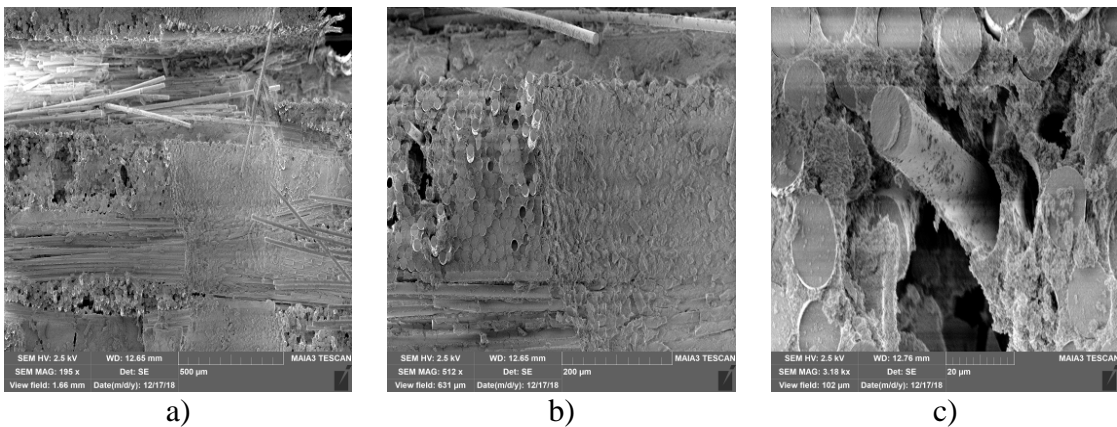 SEM HV: 2.5 kV WD: 12.65 mm MAIA3 TESCAN
SEM MAG: 195 x Det: SE 500 µm
View field: 1.66 mm Date(m/d/y): 12/17/18
a)
SEM HV: 2.5 kV WD: 12.65 mm MAIA3 TESCAN
SEM MAG: 512 x Det: SE 200 µm
View field: 631 µm Date(m/d/y): 12/17/18
b)
SEM HV: 2.5 kV WD: 12.76 mm MAIA3 TESCAN
SEM MAG: 3.18 kx Det: SE 20 µm
View field: 102 µm Date(m/d/y): 12/17/18
c)